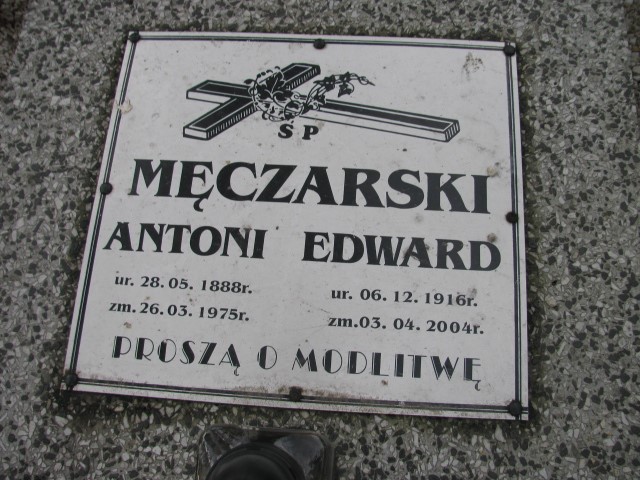 ŚP
MĘCZARSKI
ANTONI EDWARD
ur. 28.05. 1888r. ur. 06.12. 1916r.
zm. 26.03. 1975r. zm.03. 04. 2004r.
PROSZĄ O MODLITWĘ